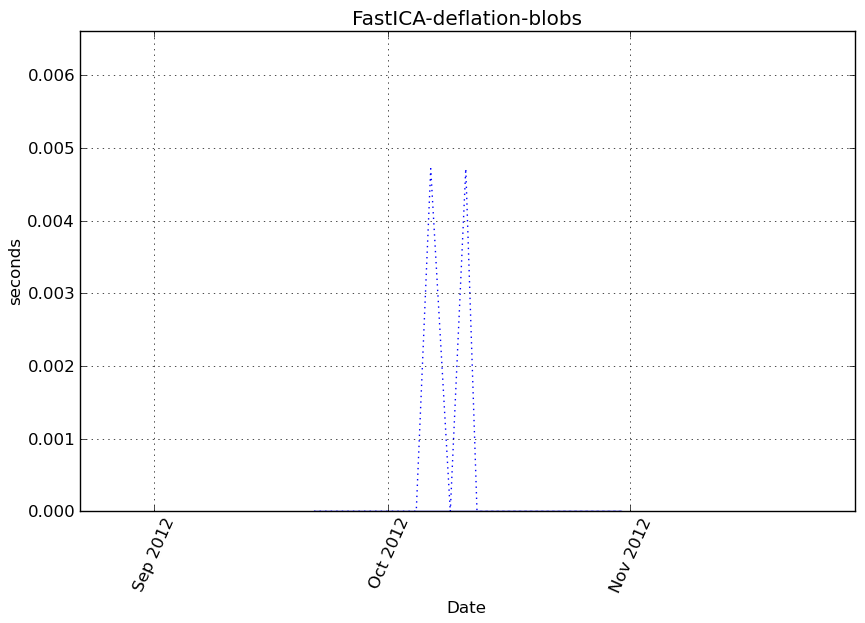 FastICA-deflation-blobs
0.006
0.005
0.004
0.003
0.002
0.001
0.000
seconds
Sep 2012
Oct 2012
Nov 2012
Date